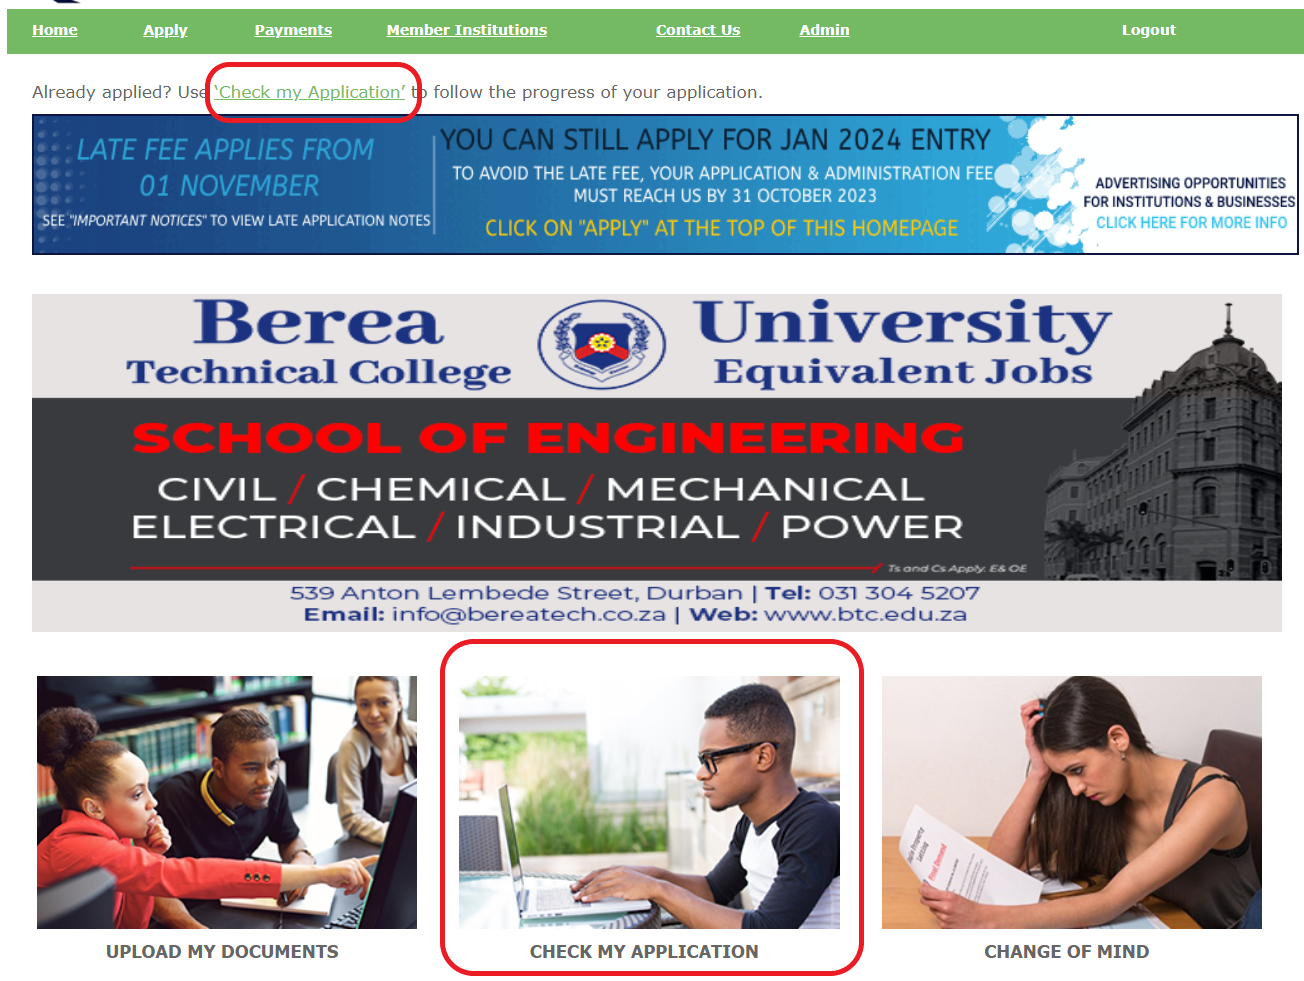 Home Apply Payments Member Institutions Contact Us Admin Logout
Already applied? Use ‘Check my Application’ to follow the progress of your application.
LATE FEE APPLIES FROM
01 NOVEMBER
SEE "IMPORTANT NOTICES" TO VIEW LATE APPLICATION NOTES
YOU CAN STILL APPLY FOR JAN 2024 ENTRY
TO AVOID THE LATE FEE, YOUR APPLICATION & ADMINISTRATION FEE
MUST REACH US BY 31 OCTOBER 2023
CLICK ON "APPLY" AT THE TOP OF THIS HOMEPAGE
ADVERTISING OPPORTUNITIES
FOR INSTITUTIONS & BUSINESSES
CLICK HERE FOR MORE INFO
Berea
Technical College
University
Equivalent Jobs
SCHOOL OF ENGINEERING
CIVIL / CHEMICAL / MECHANICAL
ELECTRICAL / INDUSTRIAL / POWER
Ts and Cs Apply. E& OE
539 Anton Lembede Street, Durban | Tel: 031 304 5207
Email: info@bereatech.co.za | Web: www.btc.edu.za
Final Demand
UPLOAD MY DOCUMENTS
CHECK MY APPLICATION
CHANGE OF MIND